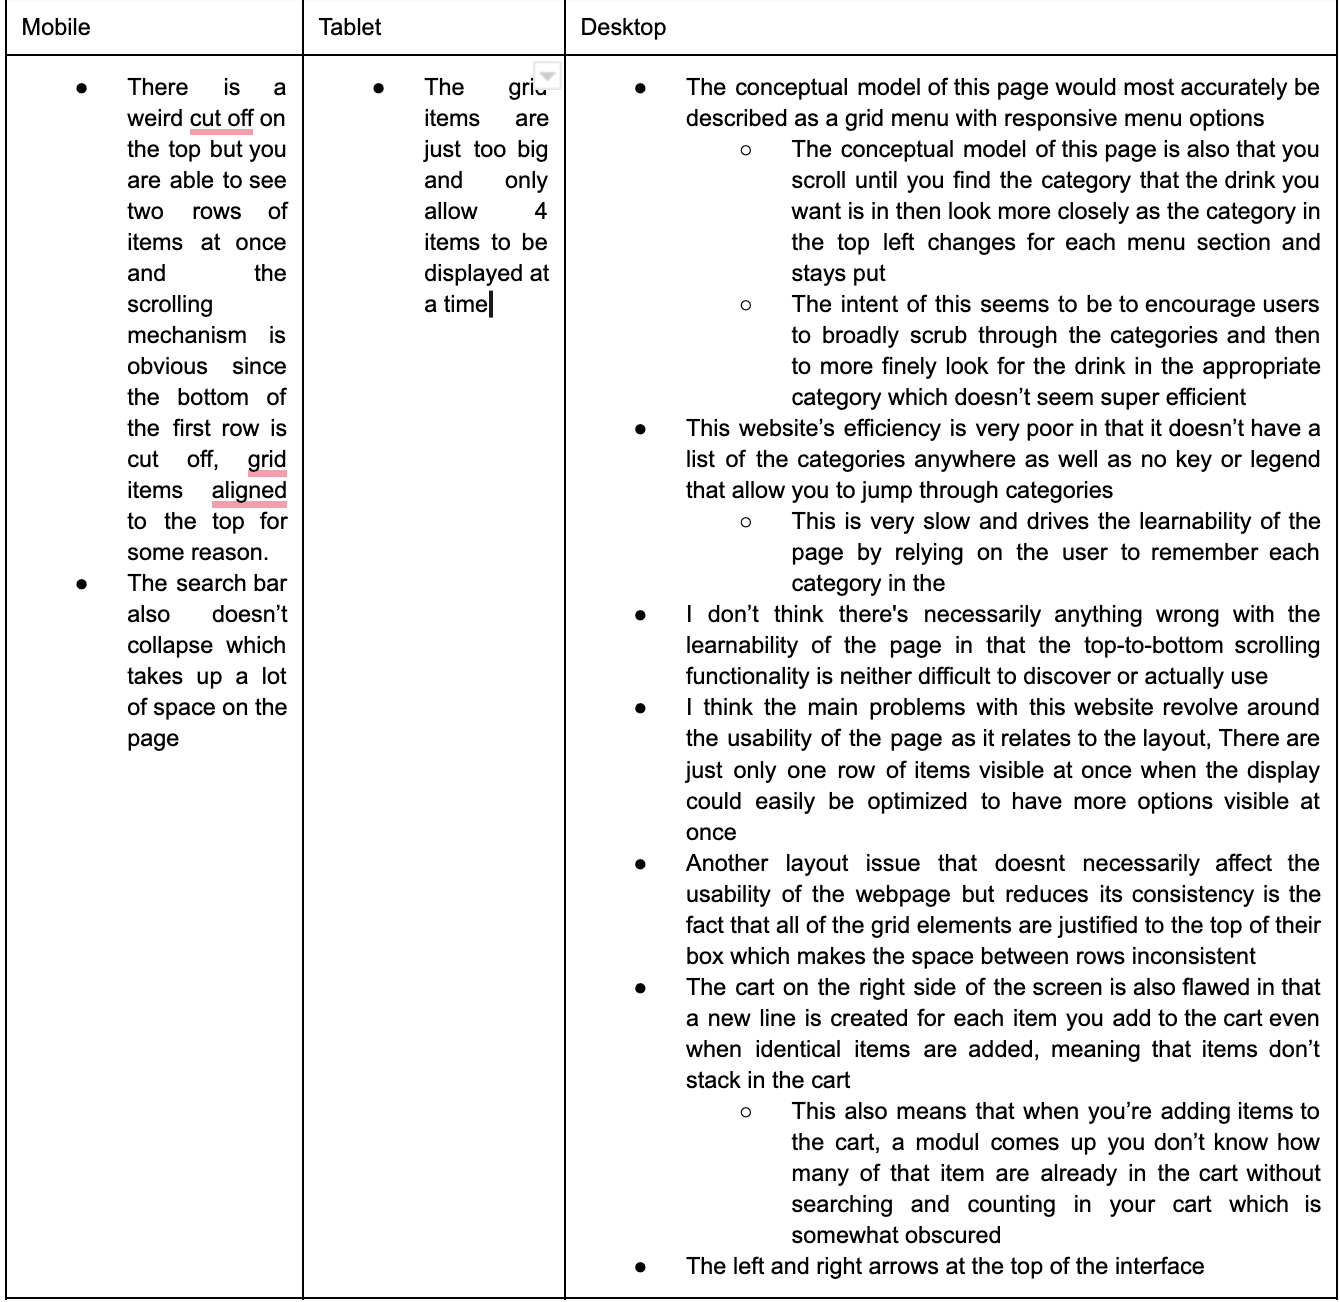 Mobile
Tablet
Desktop
● There is a
weird cut off on
the top but you
are able to see
two rows of
items at once
and the
scrolling
mechanism is
obvious since
the bottom of
the first row is
cut off, grid
items aligned
to the top for
some reason.
● The search bar
also doesn’t
collapse which
takes up a lot
of space on the
page
● The grid
items are
just too big
and only
allow 4
items to be
displayed at
a time
● The conceptual model of this page would most accurately be
described as a grid menu with responsive menu options
○ The conceptual model of this page is also that you
scroll until you find the category that the drink you
want is in then look more closely as the category in
the top left changes for each menu section and
stays put
○ The intent of this seems to be to encourage users
to broadly scrub through the categories and then
to more finely look for the drink in the appropriate
category which doesn’t seem super efficient
● This website’s efficiency is very poor in that it doesn’t have a
list of the categories anywhere as well as no key or legend
that allow you to jump through categories
○ This is very slow and drives the learnability of the
page by relying on the user to remember each
category in the
● I don’t think there's necessarily anything wrong with the
learnability of the page in that the top-to-bottom scrolling
functionality is neither difficult to discover or actually use
● I think the main problems with this website revolve around
the usability of the page as it relates to the layout, There are
just only one row of items visible at once when the display
could easily be optimized to have more options visible at
once
● Another layout issue that doesnt necessarily affect the
usability of the webpage but reduces its consistency is the
fact that all of the grid elements are justified to the top of their
box which makes the space between rows inconsistent
● The cart on the right side of the screen is also flawed in that
a new line is created for each item you add to the cart even
when identical items are added, meaning that items don’t
stack in the cart
○ This also means that when you’re adding items to
the cart, a modul comes up you don’t know how
many of that item are already in the cart without
searching and counting in your cart which is
somewhat obscured
● The left and right arrows at the top of the interface